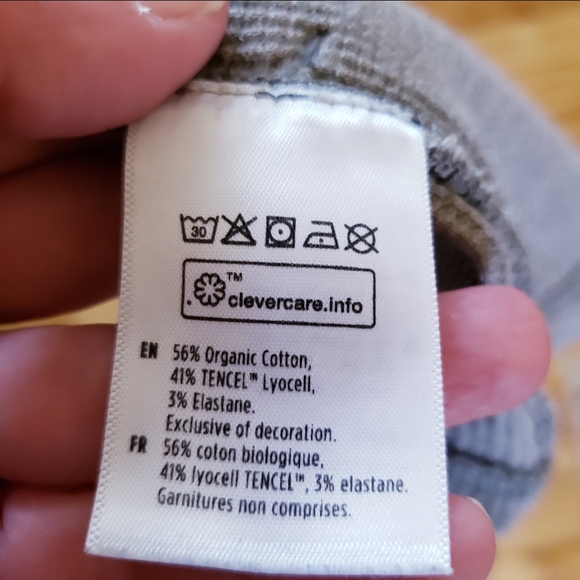 30
™
clevercare.info
EN 56% Organic Cotton,
41% TENCEL™ Lyocell,
3% Elastane.
Exclusive of decoration.
FR 56% coton biologique,
41% lyocell TENCEL™, 3% elastane.
Garnitures non comprises.